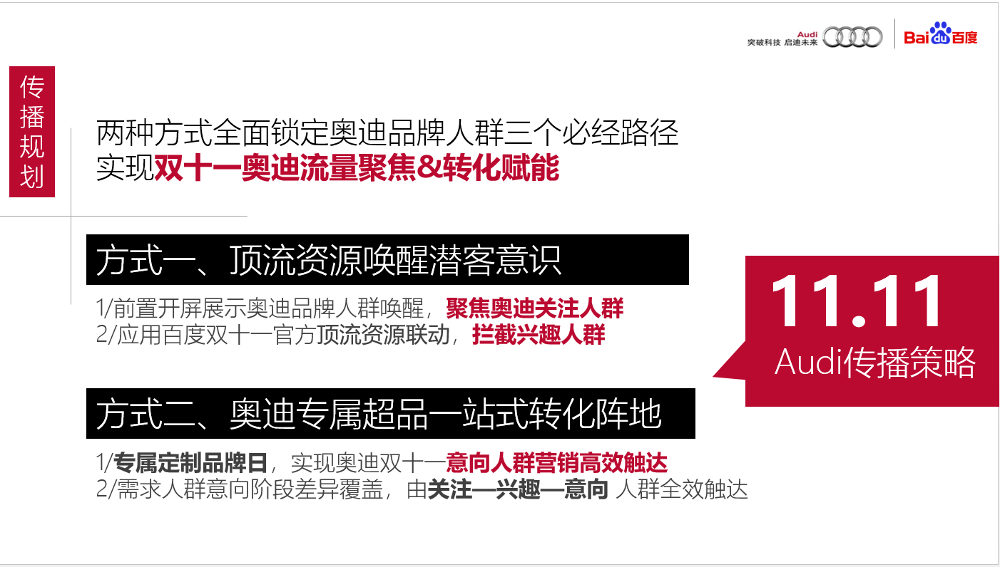 Audi
突破科技 启迪未来
Bai du 百度
传播规划
两种方式全面锁定奥迪品牌人群三个必经路径
实现双十一奥迪流量聚焦&转化赋能
方式一、顶流资源唤醒潜客意识
1/前置开屏展示奥迪品牌人群唤醒，聚焦奥迪关注人群
2/应用百度双十一官方顶流资源联动，拦截兴趣人群
11.11
Audi传播策略
方式二、奥迪专属超品一站式转化阵地
1/专属定制品牌日，实现奥迪双十一意向人群营销高效触达
2/需求人群意向阶段差异覆盖，由关注—兴趣—意向 人群全效触达